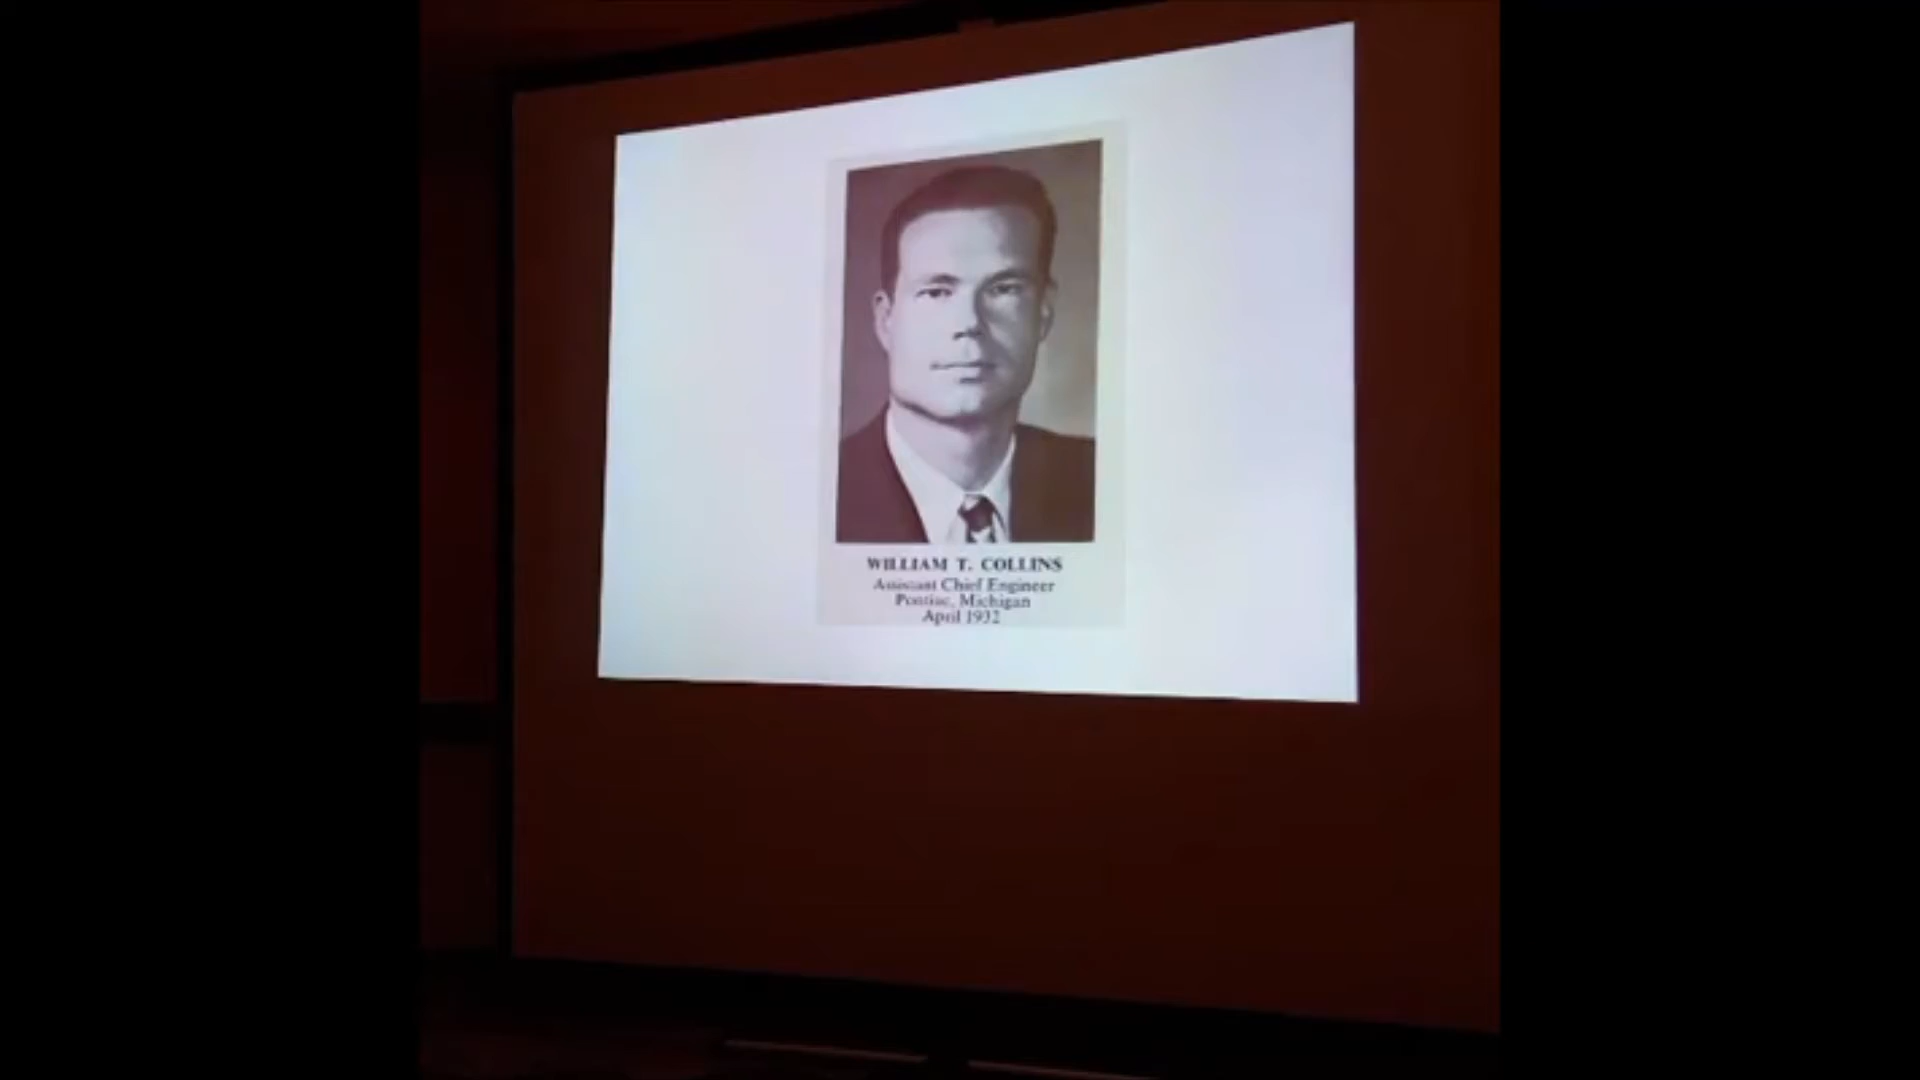 WILLIAM T. COLLINS
Assistant Chief Engineer
Pontiac, Michigan
April 1932